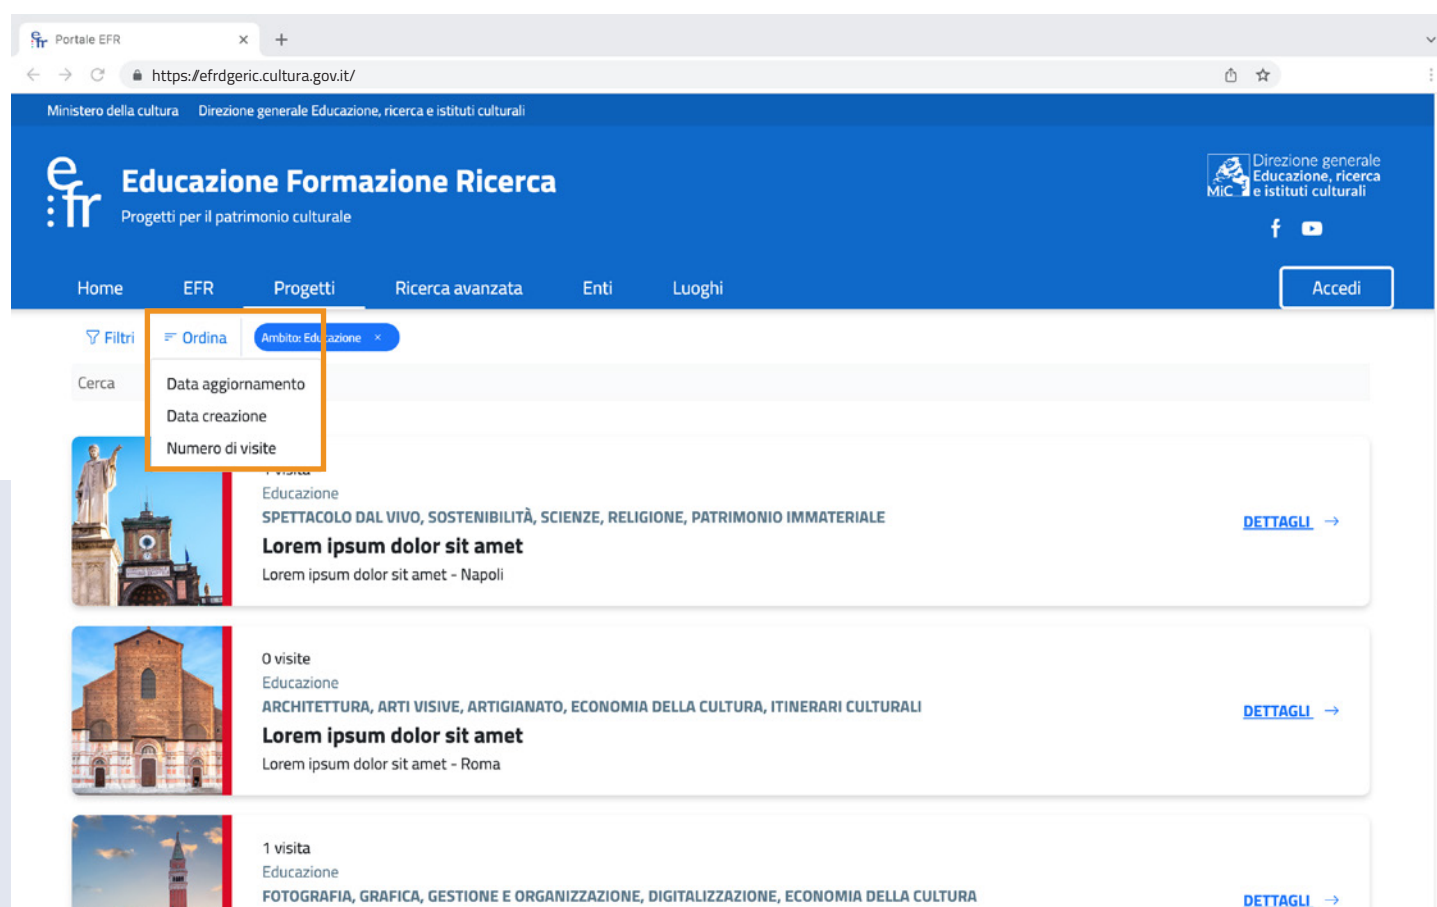 efr Portale EFR
https://efrdgeric.cultura.gov.it/
Ministero della cultura Direzione generale Educazione, ricerca e istituti culturali
e:fr
Educazione Formazione Ricerca
Progetti per il patrimonio culturale
MiC
Direzione generale
Educazione, ricerca
e istituti culturali
Home EFR Progetti Ricerca avanzata Enti Luoghi Accedi
Filtri Ordina Ambito: Educazione ×
Cerca
Data aggiornamento
Data creazione
Numero di visite
1 visita
Educazione
SPETTACOLO DAL VIVO, SOSTENIBILITÀ, SCIENZE, RELIGIONE, PATRIMONIO IMMATERIALE
Lorem ipsum dolor sit amet
Lorem ipsum dolor sit amet - Napoli
DETTAGLI
0 visite
Educazione
ARCHITETTURA, ARTI VISIVE, ARTIGIANATO, ECONOMIA DELLA CULTURA, ITINERARI CULTURALI
Lorem ipsum dolor sit amet
Lorem ipsum dolor sit amet - Roma
DETTAGLI
1 visita
Educazione
FOTOGRAFIA, GRAFICA, GESTIONE E ORGANIZZAZIONE, DIGITALIZZAZIONE, ECONOMIA DELLA CULTURA
DETTAGLI